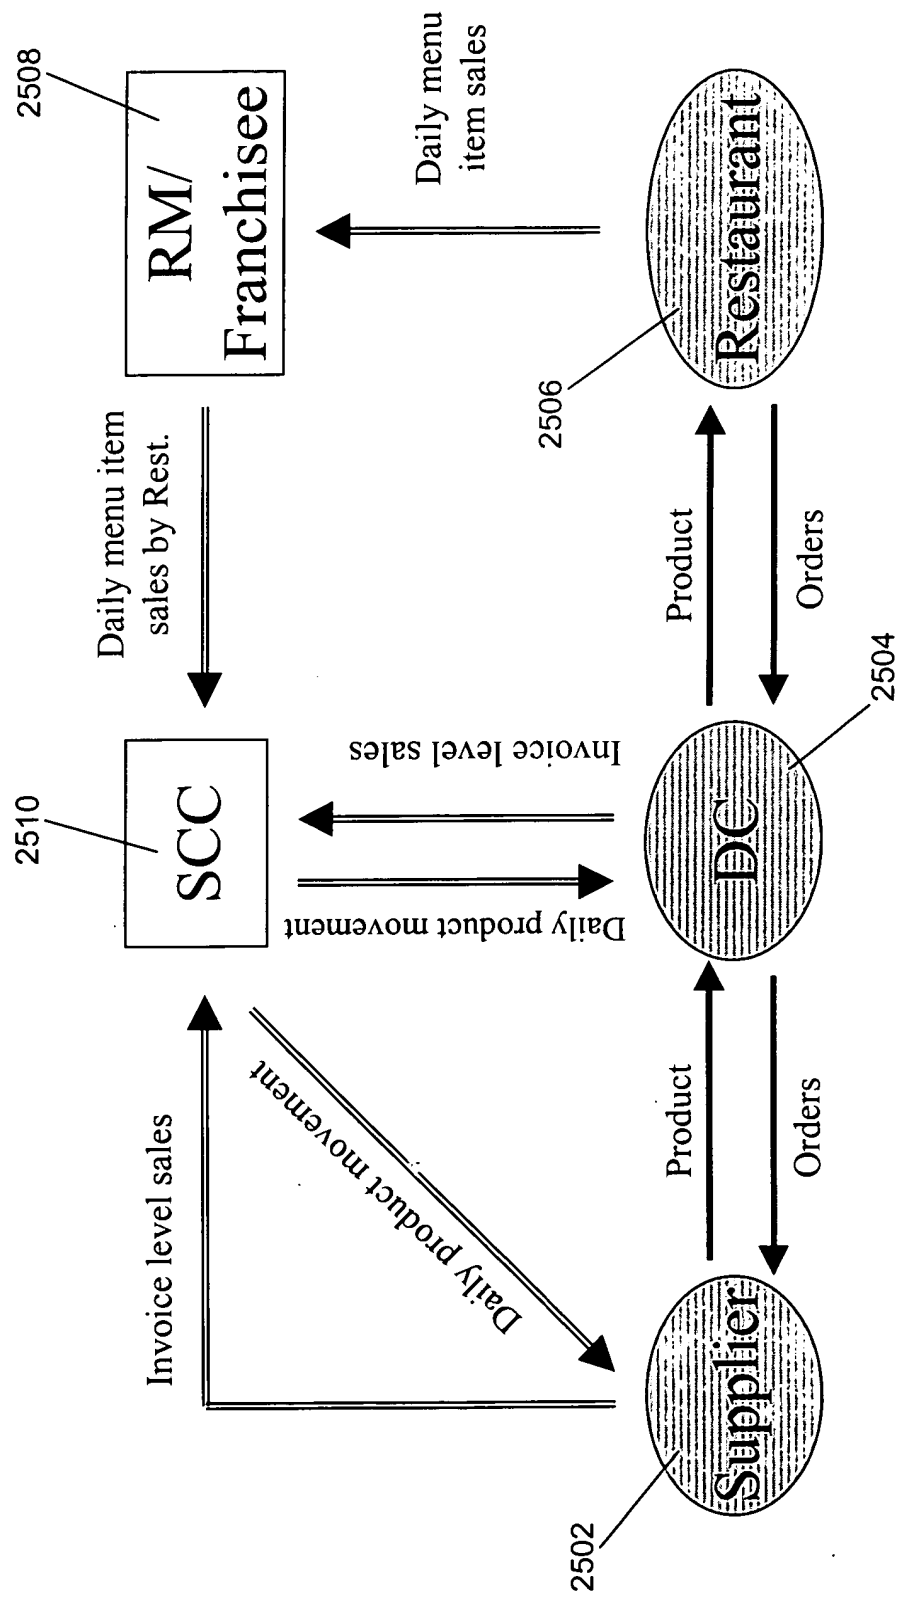 2510
SCC
2508
RM/
Franchisee
Invoice level sales
Daily menu item
sales by Rest.
Daily product movement
Daily product movement
Invoice level sales
Daily menu
item sales
2502
Supplier
Product
Orders
DC
2504
Product
Orders
2506
Restaurant